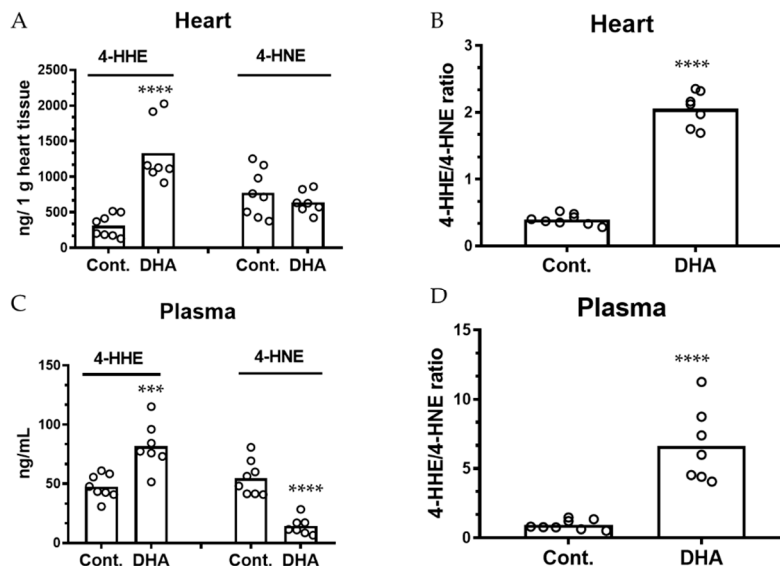 A
Heart
4-HHE
4-HNE
****
ng/ 1 g heart tissue
2500
2000
1500
1000
500
0
Cont. DHA
Cont. DHA
B
Heart
****
4-HHE/4-HNE ratio
3
2
1
0
Cont.
DHA
C
Plasma
4-HHE
4-HNE
***
****
ng/mL
150
100
50
0
Cont. DHA
Cont. DHA
D
Plasma
****
4-HHE/4-HNE ratio
15
10
5
0
Cont.
DHA